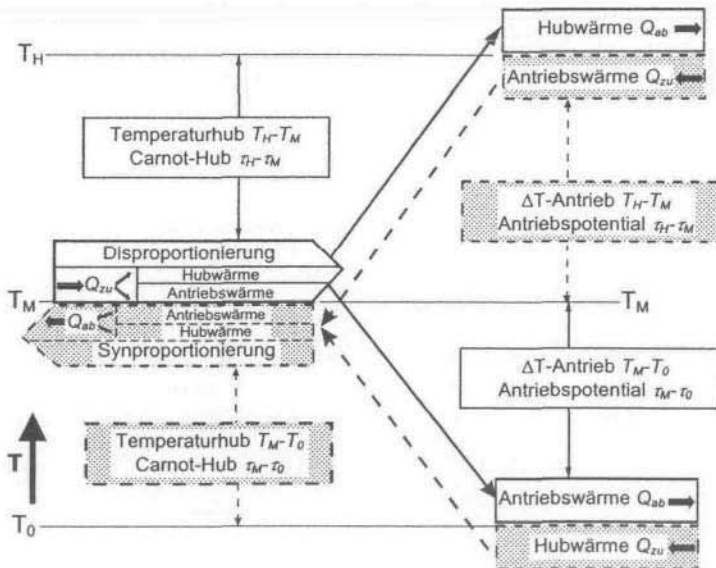 Hubwärme Q_ab
T_H
Antriebswärme Q_zu
Temperaturhub T_H-T_M
Carnot-Hub τ_H-τ_M
ΔT-Antrieb T_H-T_M
Antriebspotential τ_H-τ_M
Disproportionierung
Q_zu
Hubwärme
Antriebswärme
T_M
T_M
Q_ab
Antriebswärme
Hubwärme
Synproportionierung
ΔT-Antrieb T_M-T_0
Antriebspotential τ_M-τ_0
Temperaturhub T_M-T_0
Carnot-Hub τ_M-τ_0
T
Antriebswärme Q_ab
T_0
Hubwärme Q_zu